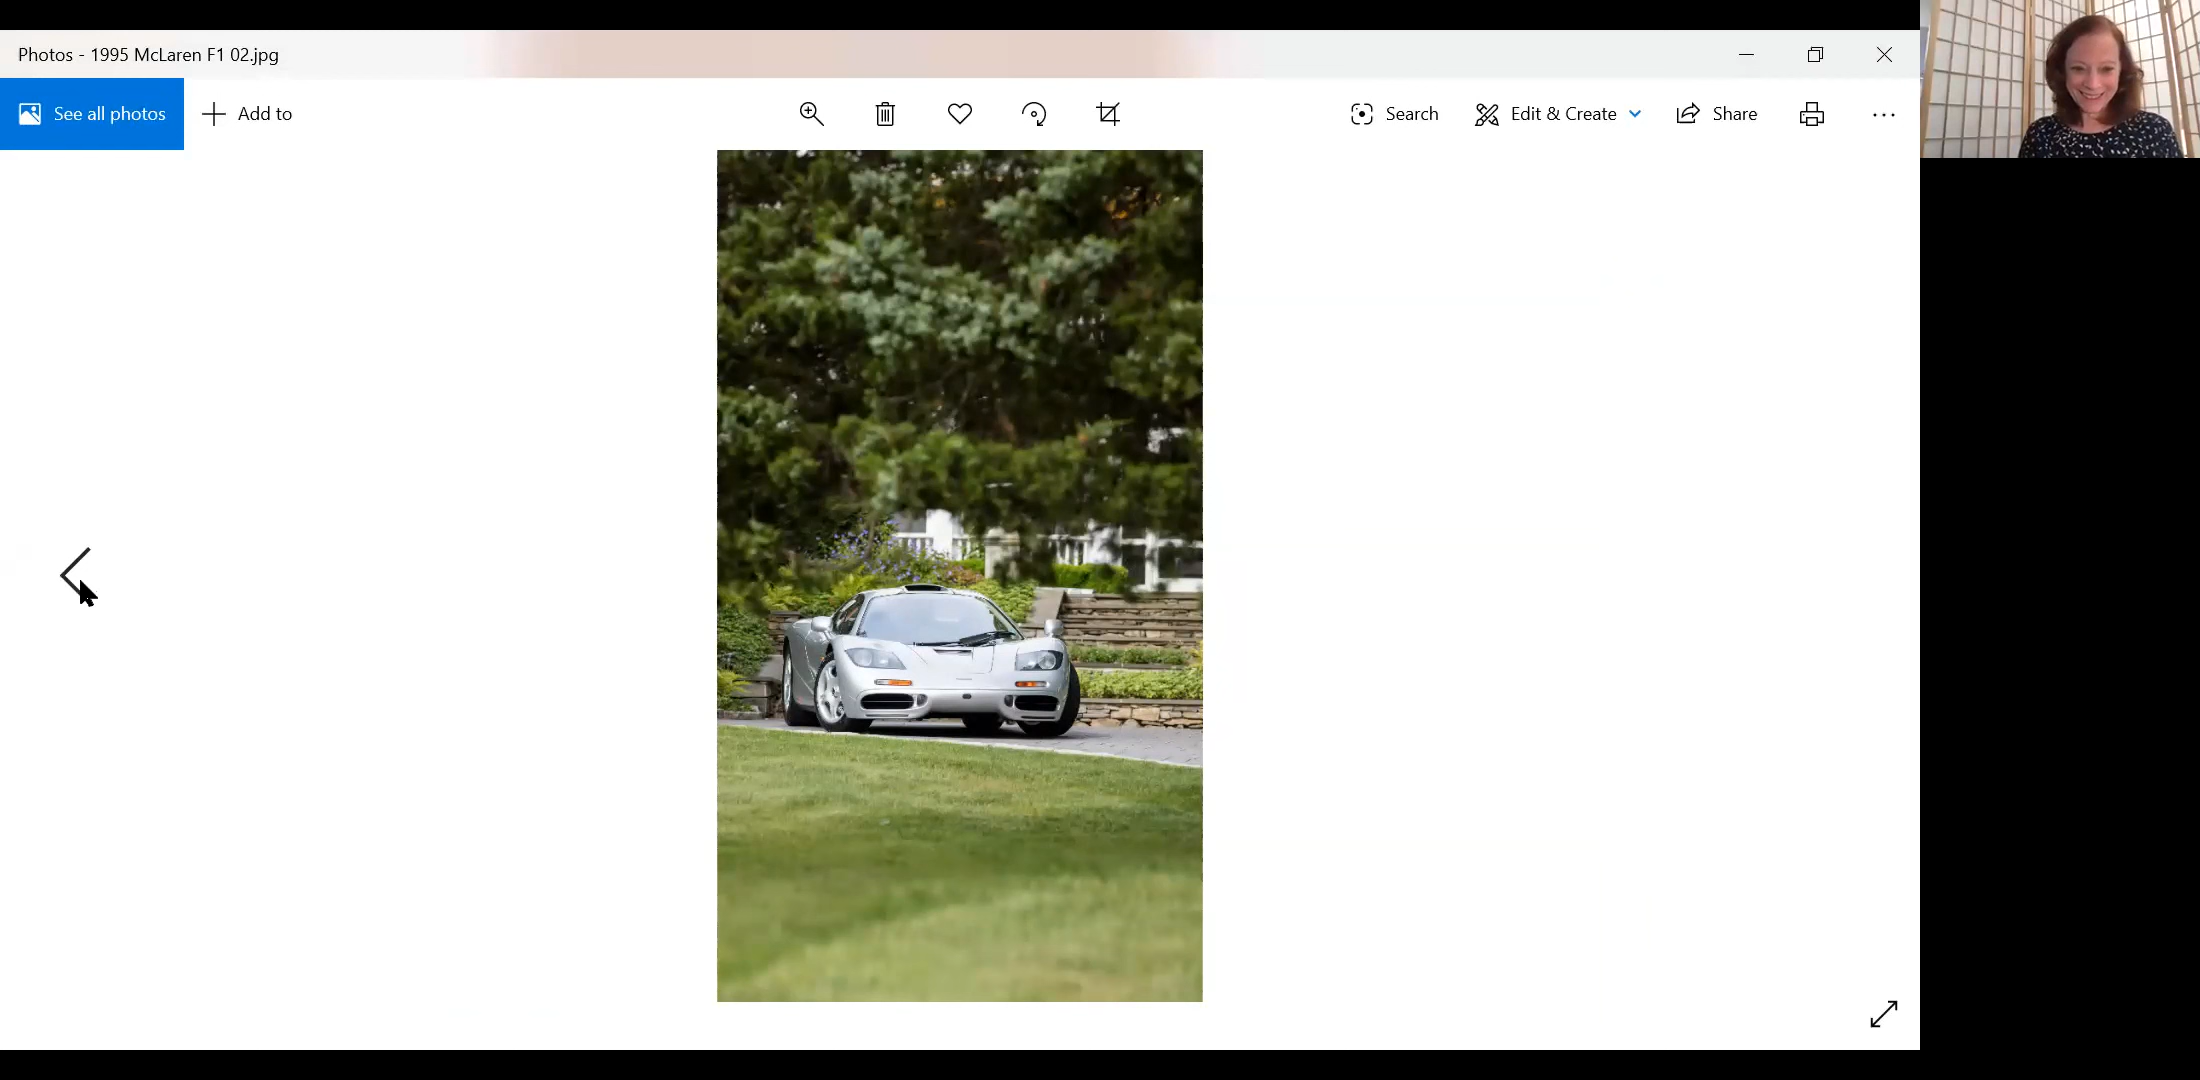 Photos - 1995 McLaren F1 02.jpg
See all photos
Add to
Search
Edit & Create
Share